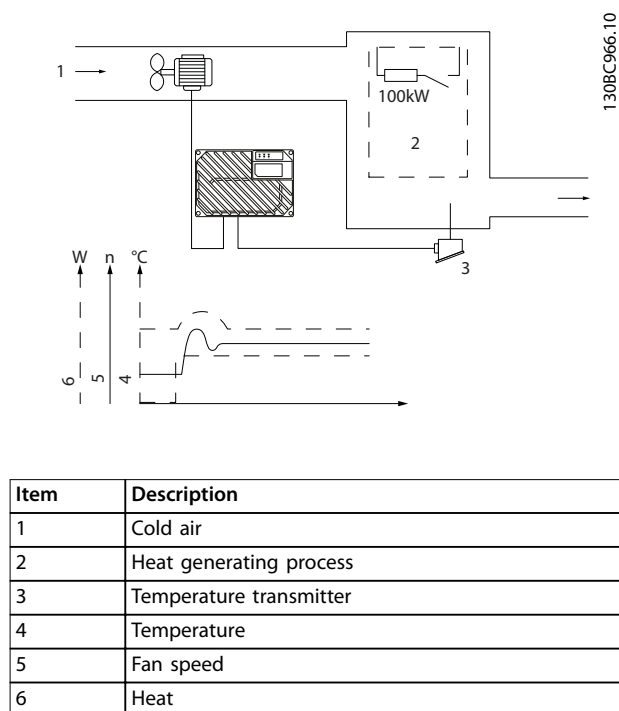 130BC966.10
1
100kW
2
3
W n °C
6 5 4
Item Description
1 Cold air
2 Heat generating process
3 Temperature transmitter
4 Temperature
5 Fan speed
6 Heat